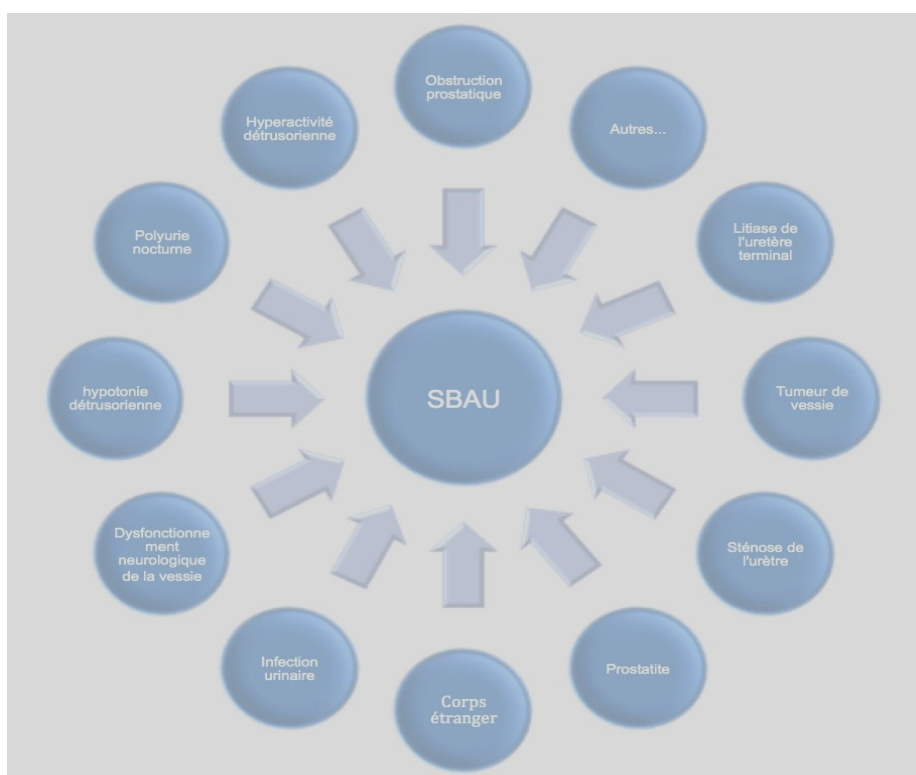 Obstruction
prostatique
Autres...
Litiase de
l'uretère
terminal
Tumeur de
vessie
Sténose de
l'urètre
Prostatite
Corps
étranger
Infection
urinaire
Dysfonctionne
ment
neurologique
de la vessie
hypotonie
détrusorienne
Polyurie
nocturne
Hyperactivité
détrusorienne
SBAU